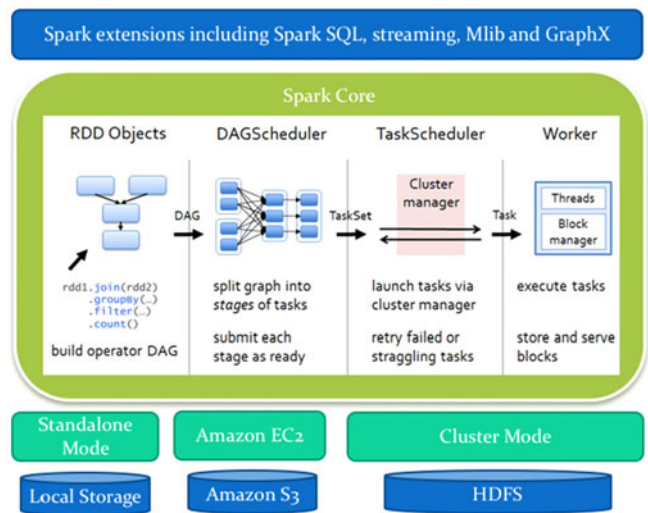 Spark extensions including Spark SQL, streaming, Mlib and GraphX
Spark Core
RDD Objects
DAG
rdd1.join(rdd2)
.groupBy(…)
.filter(…)
.count()
build operator DAG
DAGScheduler
TaskSet
split graph into
stages of tasks
submit each
stage as ready
TaskScheduler
Cluster
manager
Task
launch tasks via
cluster manager
retry failed or
straggling tasks
Worker
Threads
Block
manager
execute tasks
store and serve
blocks
Standalone
Mode
Amazon EC2
Cluster Mode
Local Storage
Amazon S3
HDFS